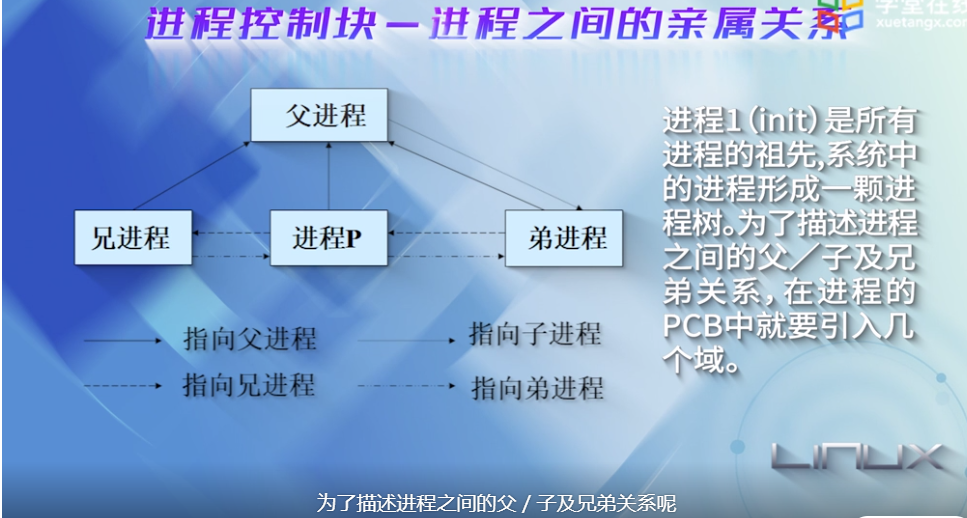 进程控制块－进程之间的亲属关系
学堂在线
xuetangx.com
父进程
兄进程
进程P
弟进程
指向父进程
指向子进程
指向兄进程
指向弟进程
进程1（init）是所有
进程的祖先,系统中
的进程形成一颗进
程树。为了描述进程
之间的父／子及兄
弟关系，在进程的
PCB中就要引入几
个域。
LINUX
为了描述进程之间的父 / 子及兄弟关系呢